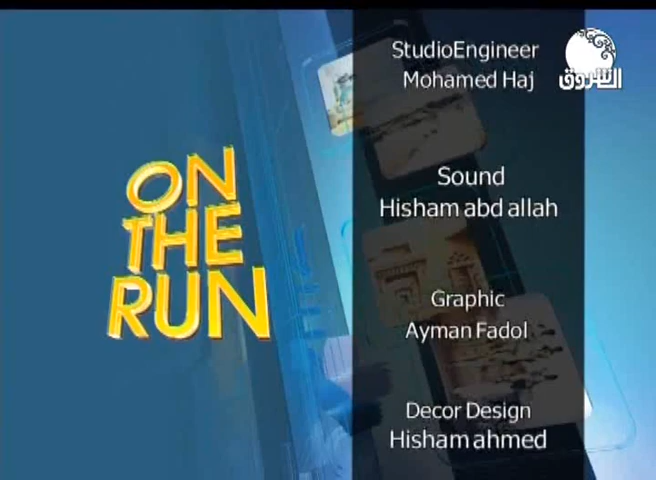 ON
THE
RUN
StudioEngineer
Mohamed Haj
Sound
Hisham abd allah
Graphic
Ayman Fadol
Decor Design
Hisham ahmed
الشروق